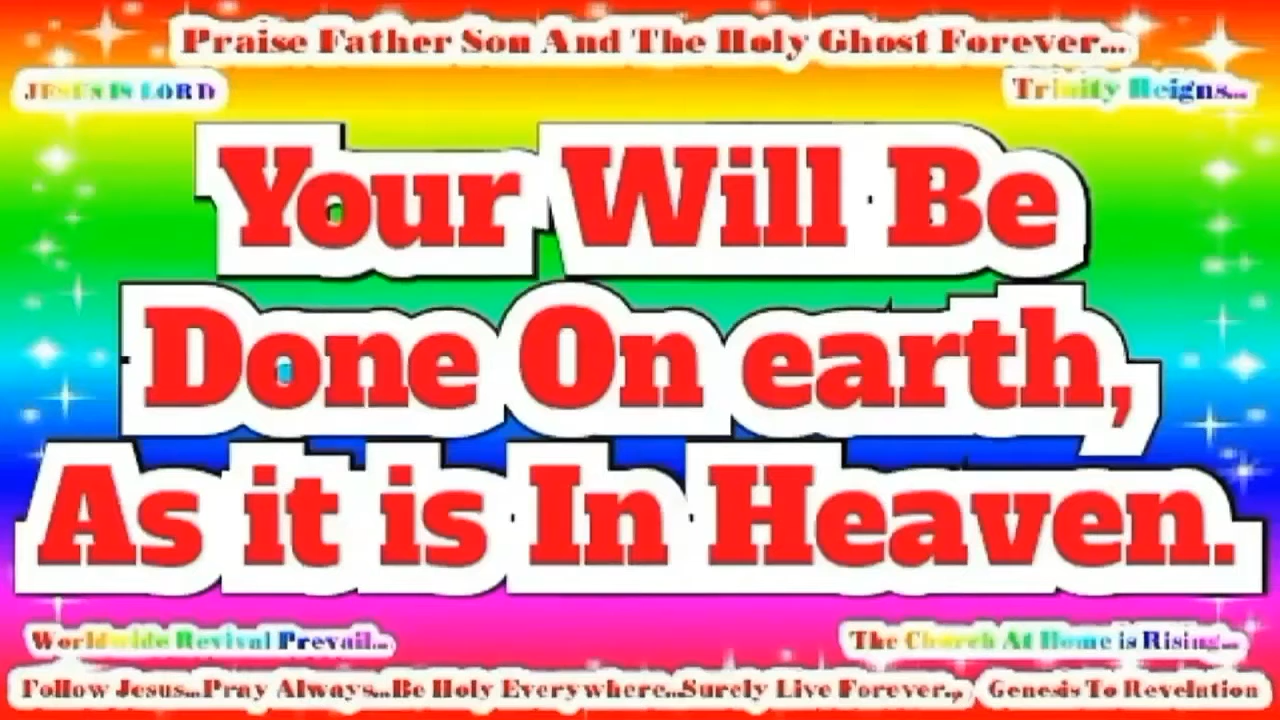 Praise Father Son And The Holy Ghost Forever...
JESUS IS LORD
Trinity Reigns...
Your Will Be
Done On earth,
As it is In Heaven.
Worldwide Revival Prevail...
The Church At Home is Rising...
Follow Jesus...Pray Always...Be Holy Everywhere...Surely Live Forever.., Genesis To Revelation